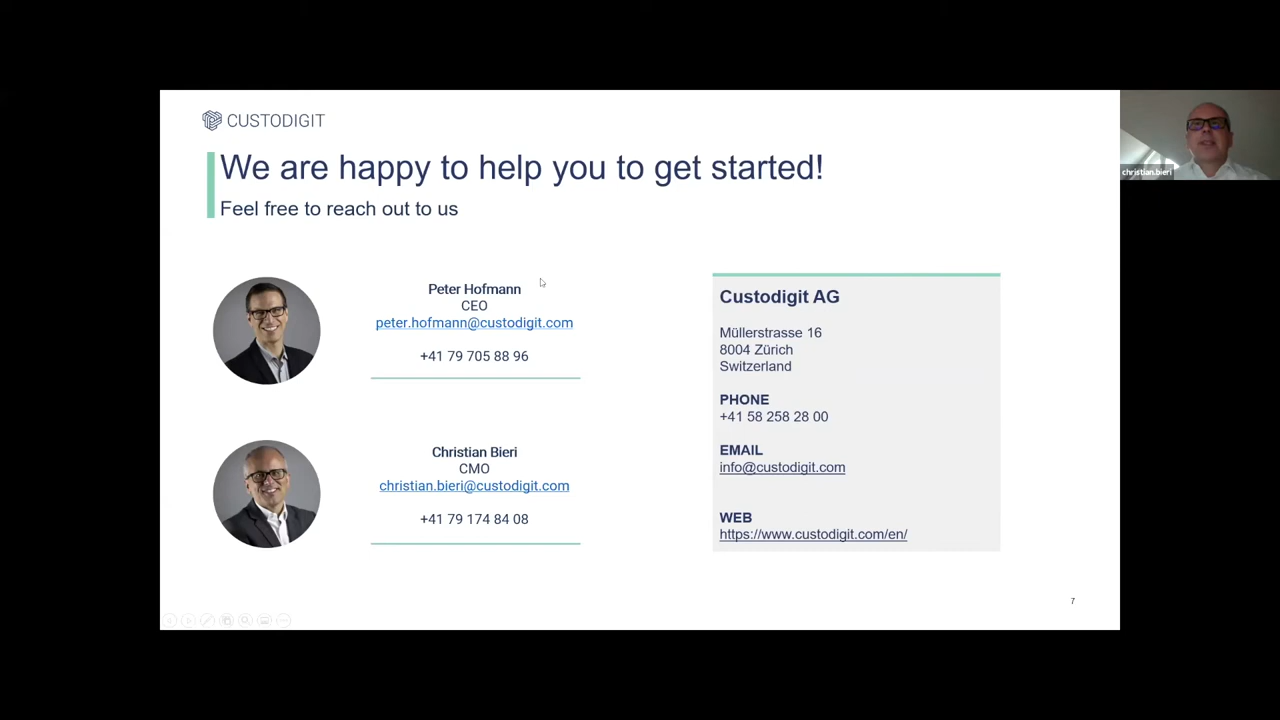 CUSTODIGIT
We are happy to help you to get started!
Feel free to reach out to us
Peter Hofmann
CEO
peter.hofmann@custodigit.com
+41 79 705 88 96
Christian Bieri
CMO
christian.bieri@custodigit.com
+41 79 174 84 08
Custodigit AG
Müllerstrasse 16
8004 Zürich
Switzerland
PHONE
+41 58 258 28 00
EMAIL
info@custodigit.com
WEB
https://www.custodigit.com/en/
7
christian.bieri